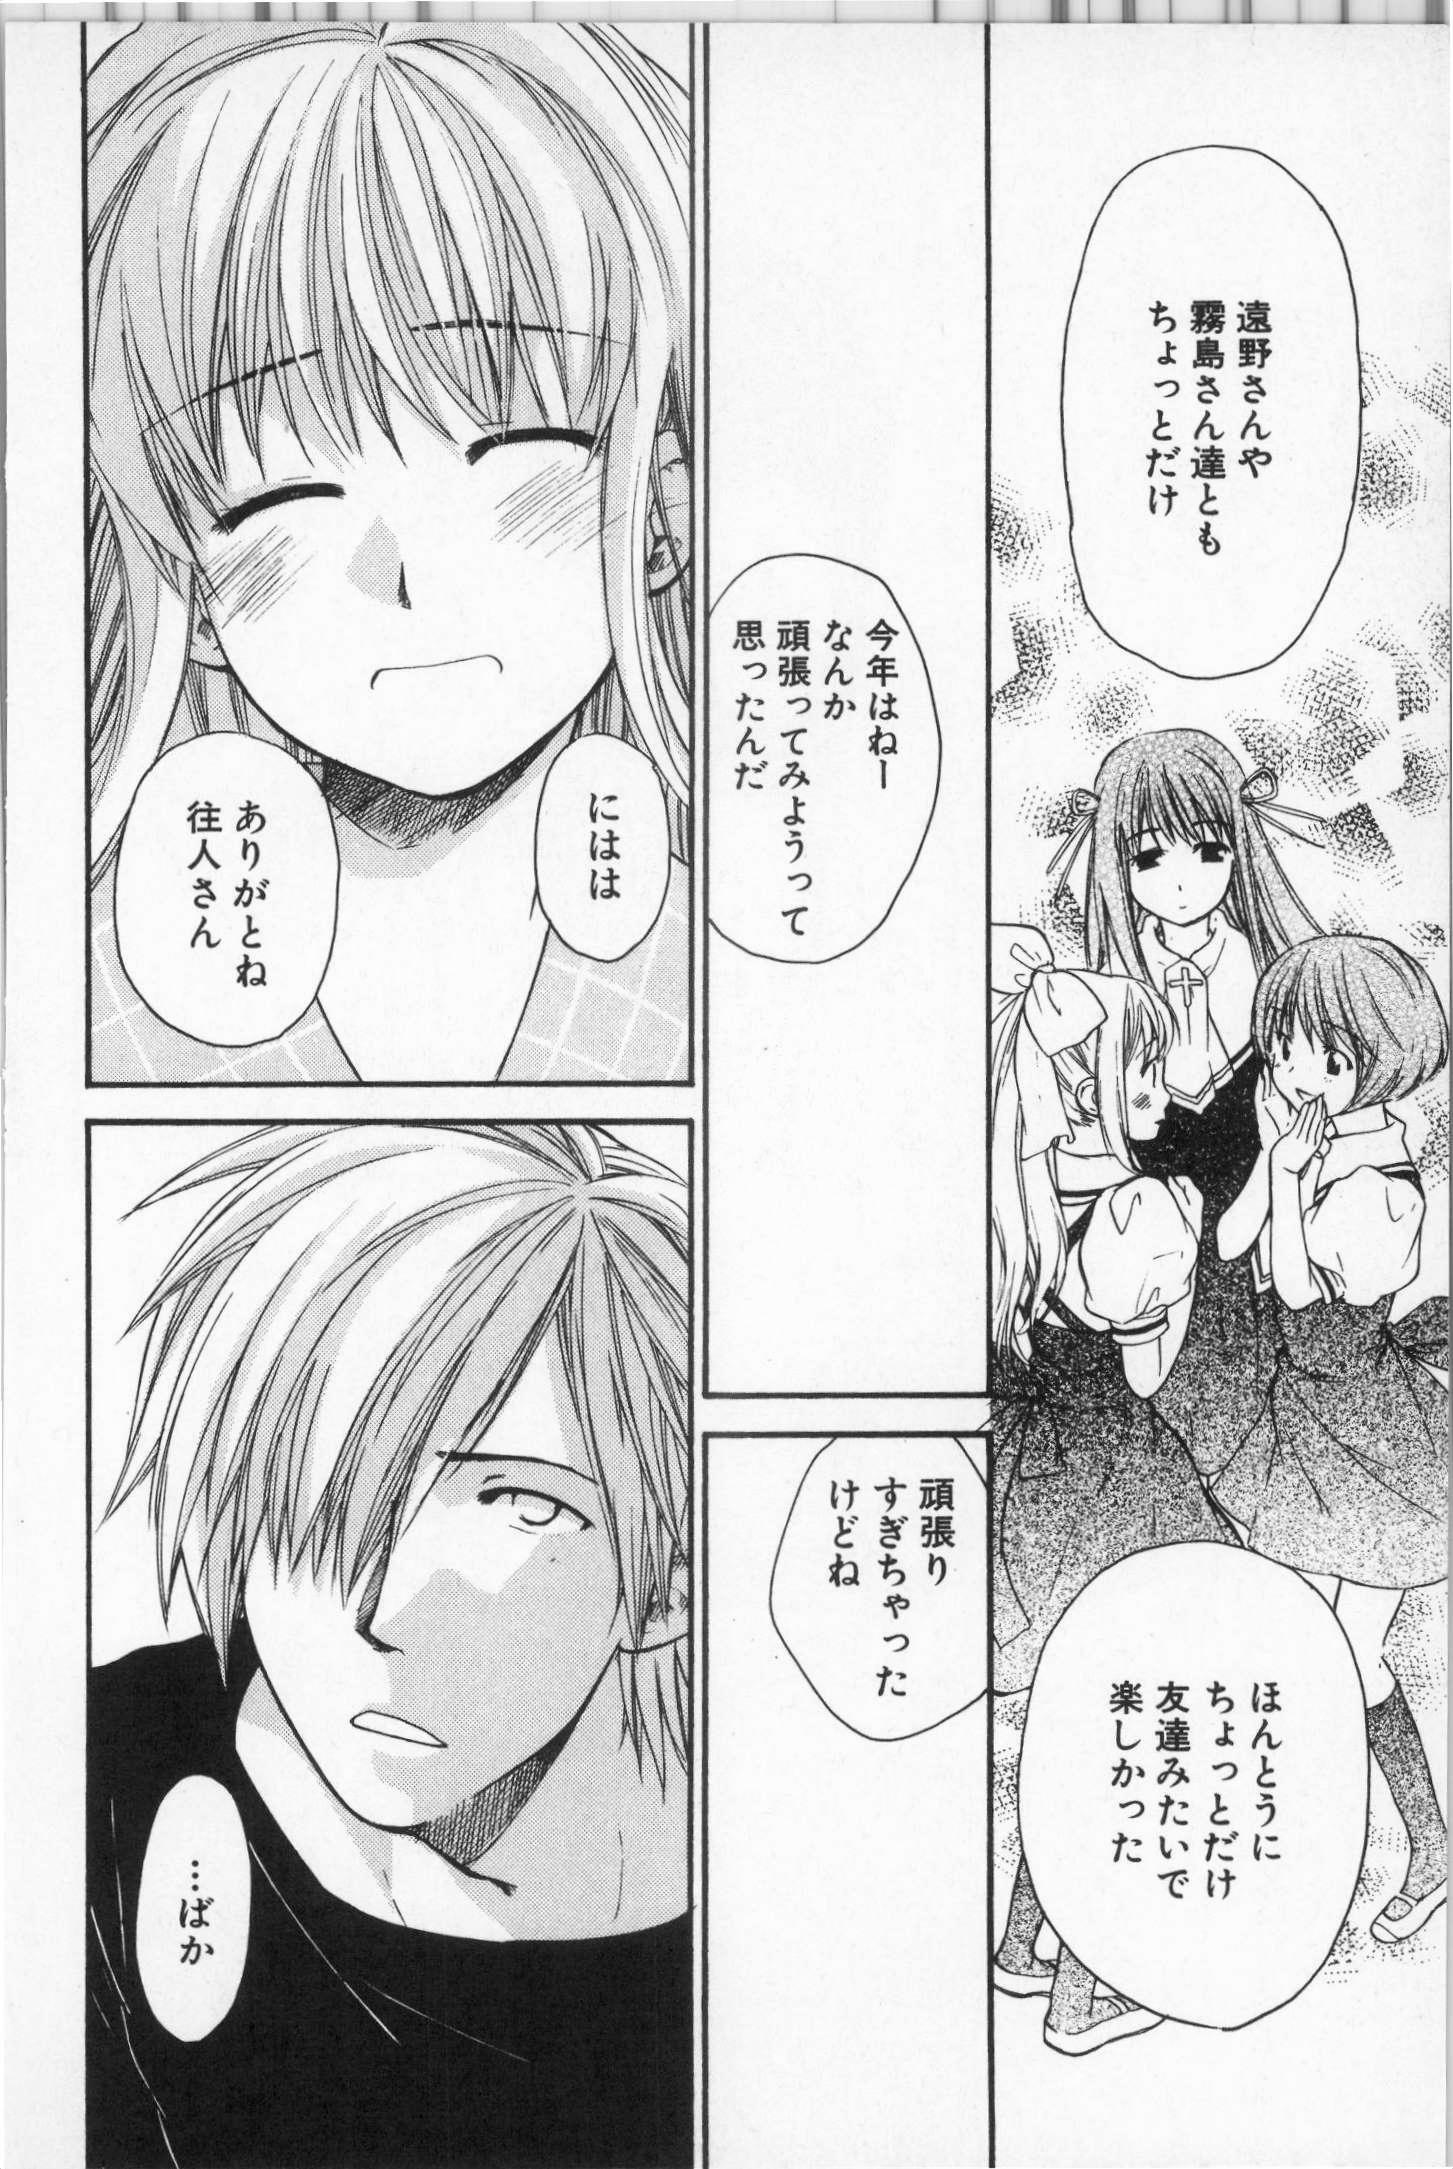 遠野さんや
霧島さん達とも
ちょっとだけ
ほんとうに
ちょっとだけ
友達みたいで
楽しかった
今年はねー
なんか
頑張ってみようって
思ったんだ
頑張り
すぎちゃった
けどね
にはは
ありがとね
往人さん
…ばか